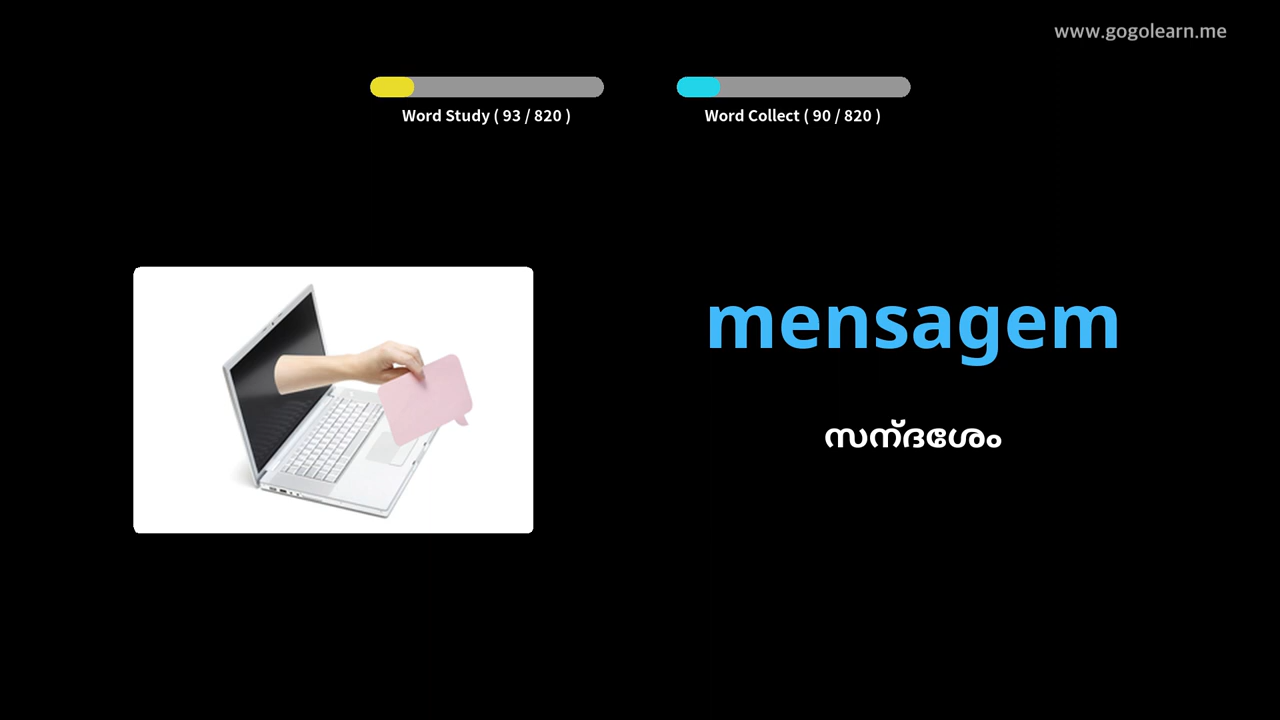 www.gogolearn.me
Word Study ( 93 / 820 )
Word Collect ( 90 / 820 )
mensagem
സന്ദേശം